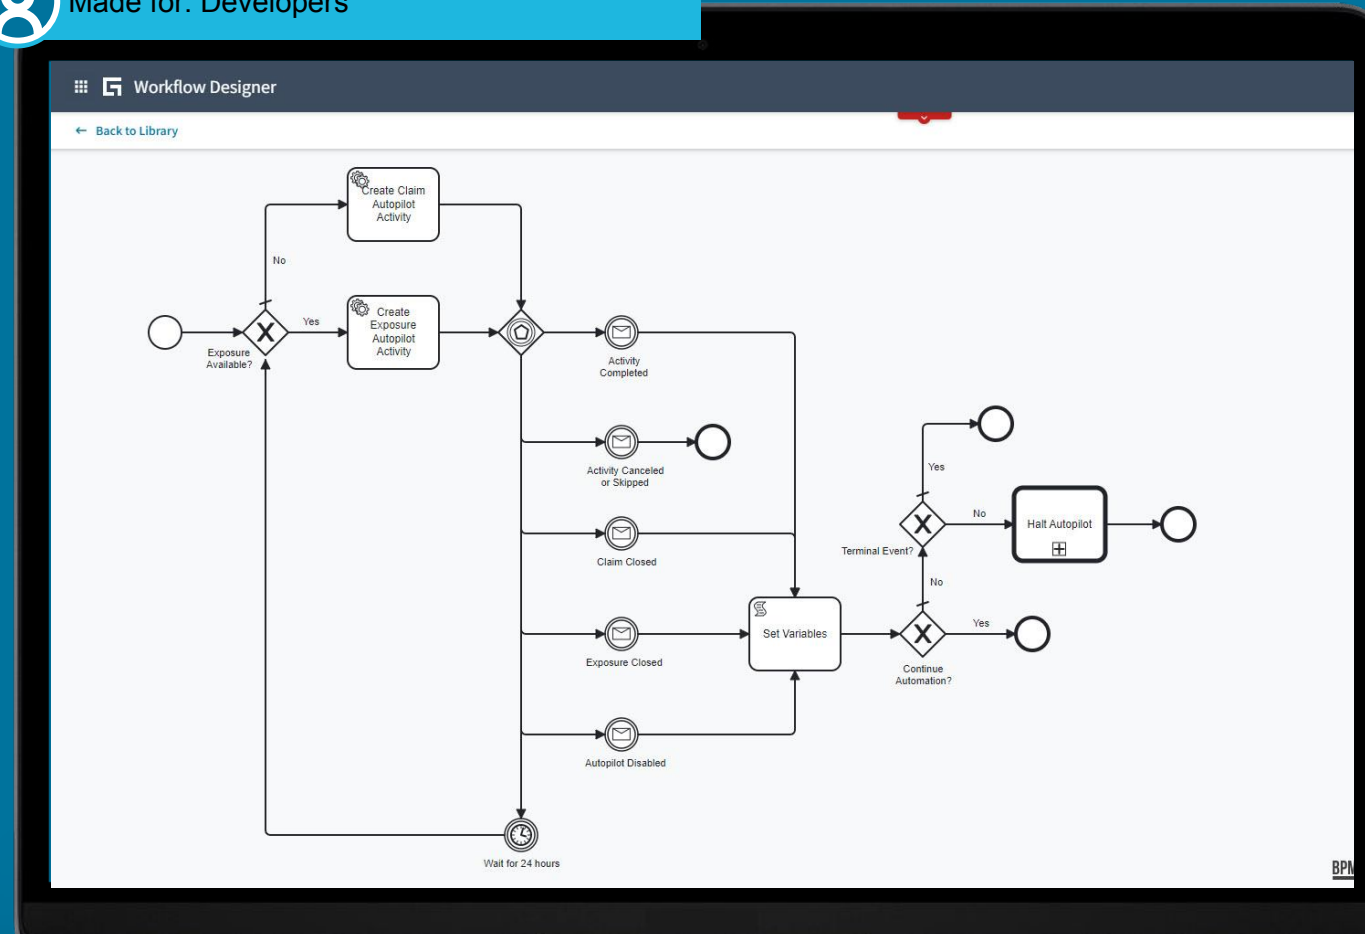 Made for: Developers
Workflow Designer
← Back to Library
Create Claim
Autopilot
Activity
No
Create
Exposure
Autopilot
Activity
Yes
Exposure
Available?
Activity
Completed
Activity Canceled
or Skipped
Claim Closed
Exposure Closed
Autopilot Disabled
Wait for 24 hours
Set Variables
Yes
Terminal Event?
No
Halt Autopilot
No
Yes
Continue
Automation?
BPM